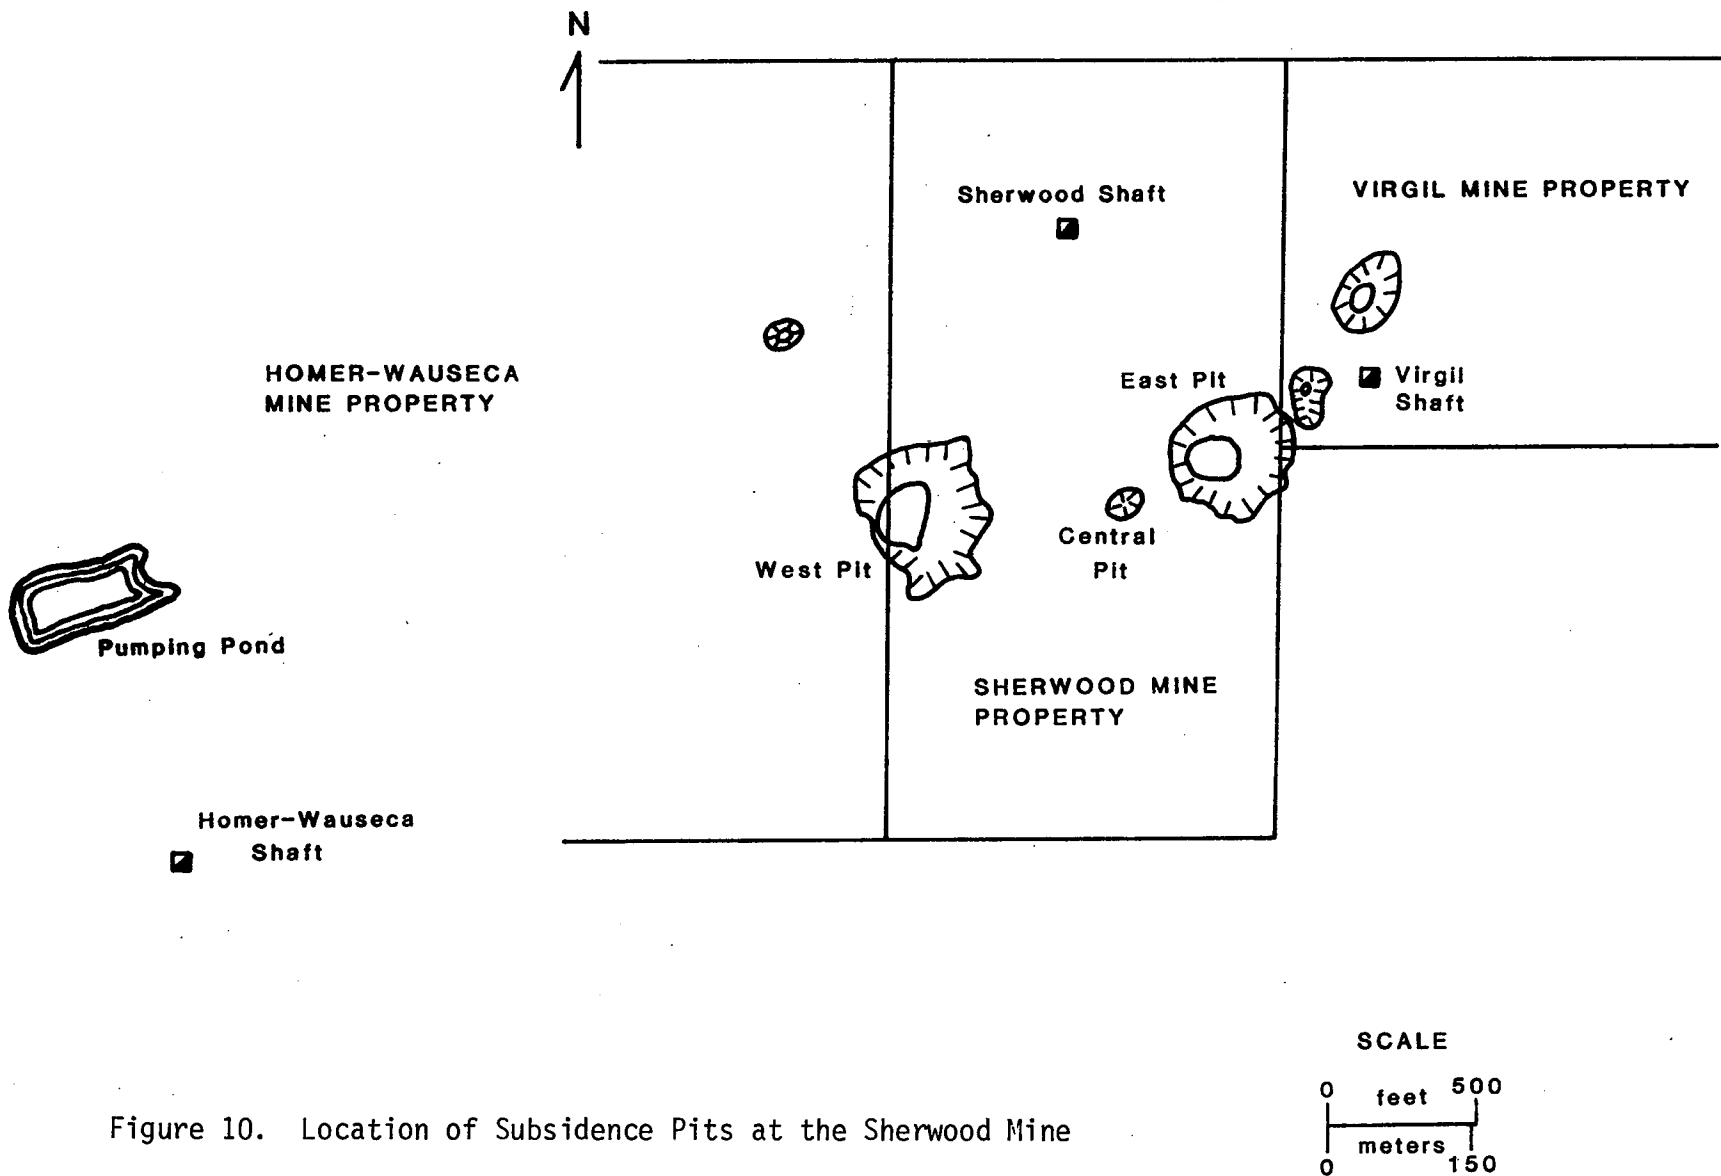 N
Sherwood Shaft
VIRGIL MINE PROPERTY
HOMER-WAUSECA
MINE PROPERTY
East Pit
Virgil
Shaft
Central
Pit
West Pit
Pumping Pond
SHERWOOD MINE
PROPERTY
Homer-Wauseca
Shaft
SCALE
0 feet 500
meters
0 150
Figure 10. Location of Subsidence Pits at the Sherwood Mine